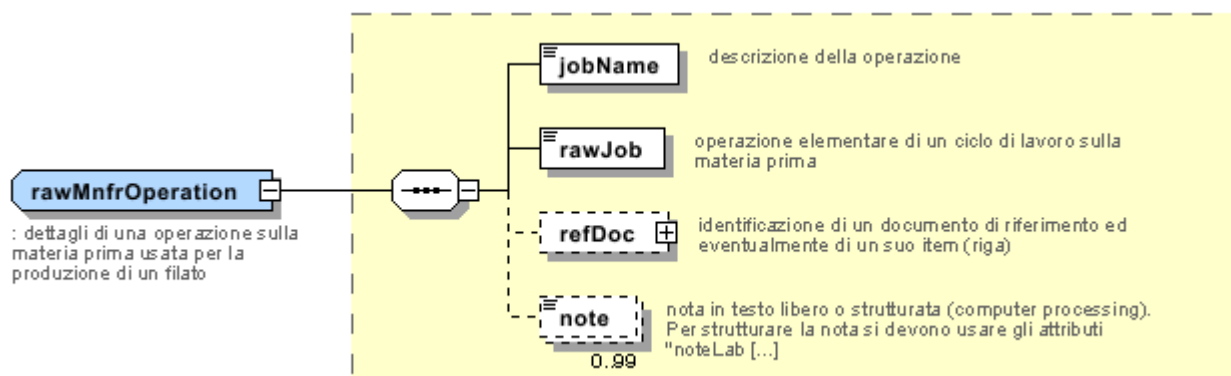 jobName
descrizione della operazione
rawJob
operazione elementare di un ciclo di lavoro sulla
materia prima
rawMnfrOperation
: dettagli di una operazione sulla
materia prima usata per la
produzione di un filato
refDoc
identificazione di un documento di riferimento ed
eventualmente di un suo item (riga)
note
nota in testo libero o strutturata (computer processing).
Per strutturare la nota si devono usare gli attributi
"noteLab [...]
0..99